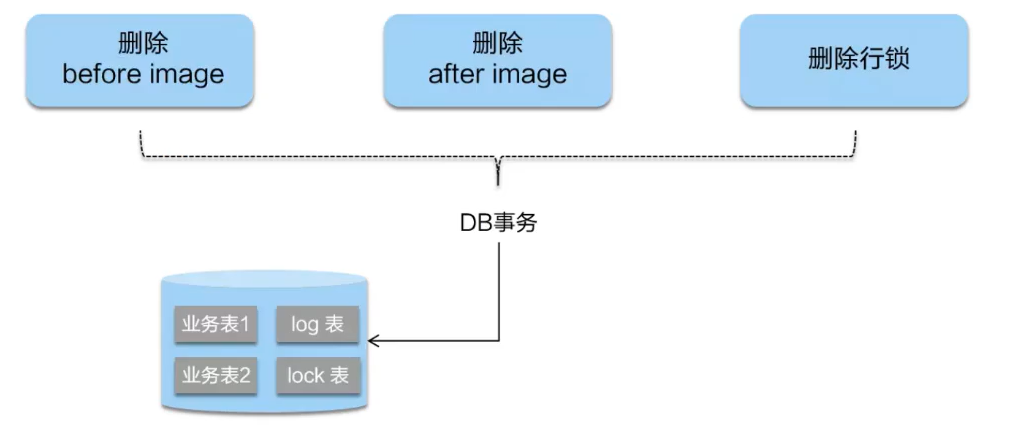 删除
before image
删除
after image
删除行锁
DB事务
业务表1
log 表
业务表2
lock 表